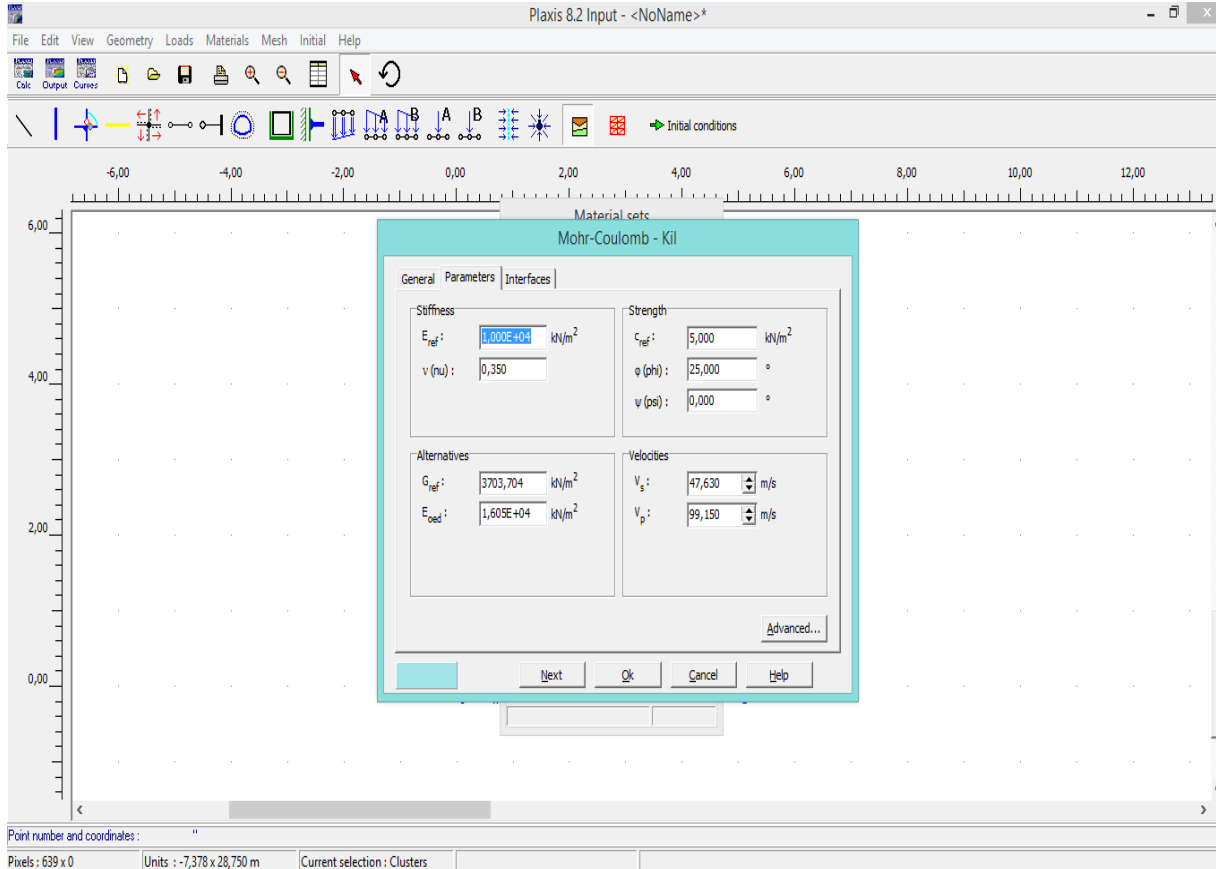 Plaxis 8.2 Input - <NoName>*
File Edit View Geometry Loads Materials Mesh Initial Help
Calc Output Curves
A B A B
Initial conditions
-6,00 -4,00 -2,00 0,00 2,00 4,00 6,00 8,00 10,00 12,00
6,00
4,00
2,00
0,00
Material sets
Mohr-Coulomb - Kil
General Parameters Interfaces
Stiffness
Eref : 1,000E+04 kN/m2
ν (nu) : 0,350
Strength
cref : 5,000 kN/m2
φ (phi) : 25,000 °
ψ (psi) : 0,000 °
Alternatives
Gref : 3703,704 kN/m2
Eoed : 1,605E+04 kN/m2
Velocities
Vs : 47,630 m/s
Vp : 99,150 m/s
Advanced...
Next Ok Cancel Help
Point number and coordinates : "
Pixels : 639 x 0 Units : -7,378 x 28,750 m Current selection : Clusters